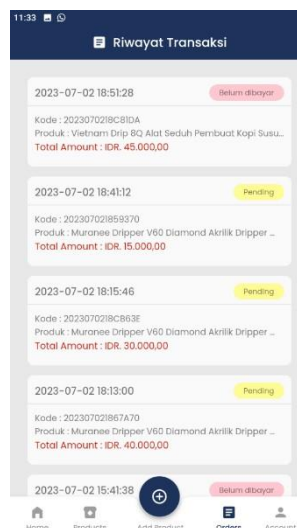 11:33
Riwayat Transaksi
2023-07-02 18:51:28
Belum dibayar
Kode : 2023070218C81DA
Produk : Vietnam Drip 8Q Alat Seduh Pembuat Kopi Susu...
Total Amount : IDR. 45.000,00
2023-07-02 18:41:12
Pending
Kode : 202307021859370
Produk : Muranee Dripper V60 Diamond Akrilik Dripper ...
Total Amount : IDR. 15.000,00
2023-07-02 18:15:46
Pending
Kode : 2023070218CB63E
Produk : Muranee Dripper V60 Diamond Akrilik Dripper ...
Total Amount : IDR. 30.000,00
2023-07-02 18:13:00
Pending
Kode : 202307021867A70
Produk : Muranee Dripper V60 Diamond Akrilik Dripper ...
Total Amount : IDR. 40.000,00
2023-07-02 15:41:38
Belum dibayar
Home Products Add Product Orders Account